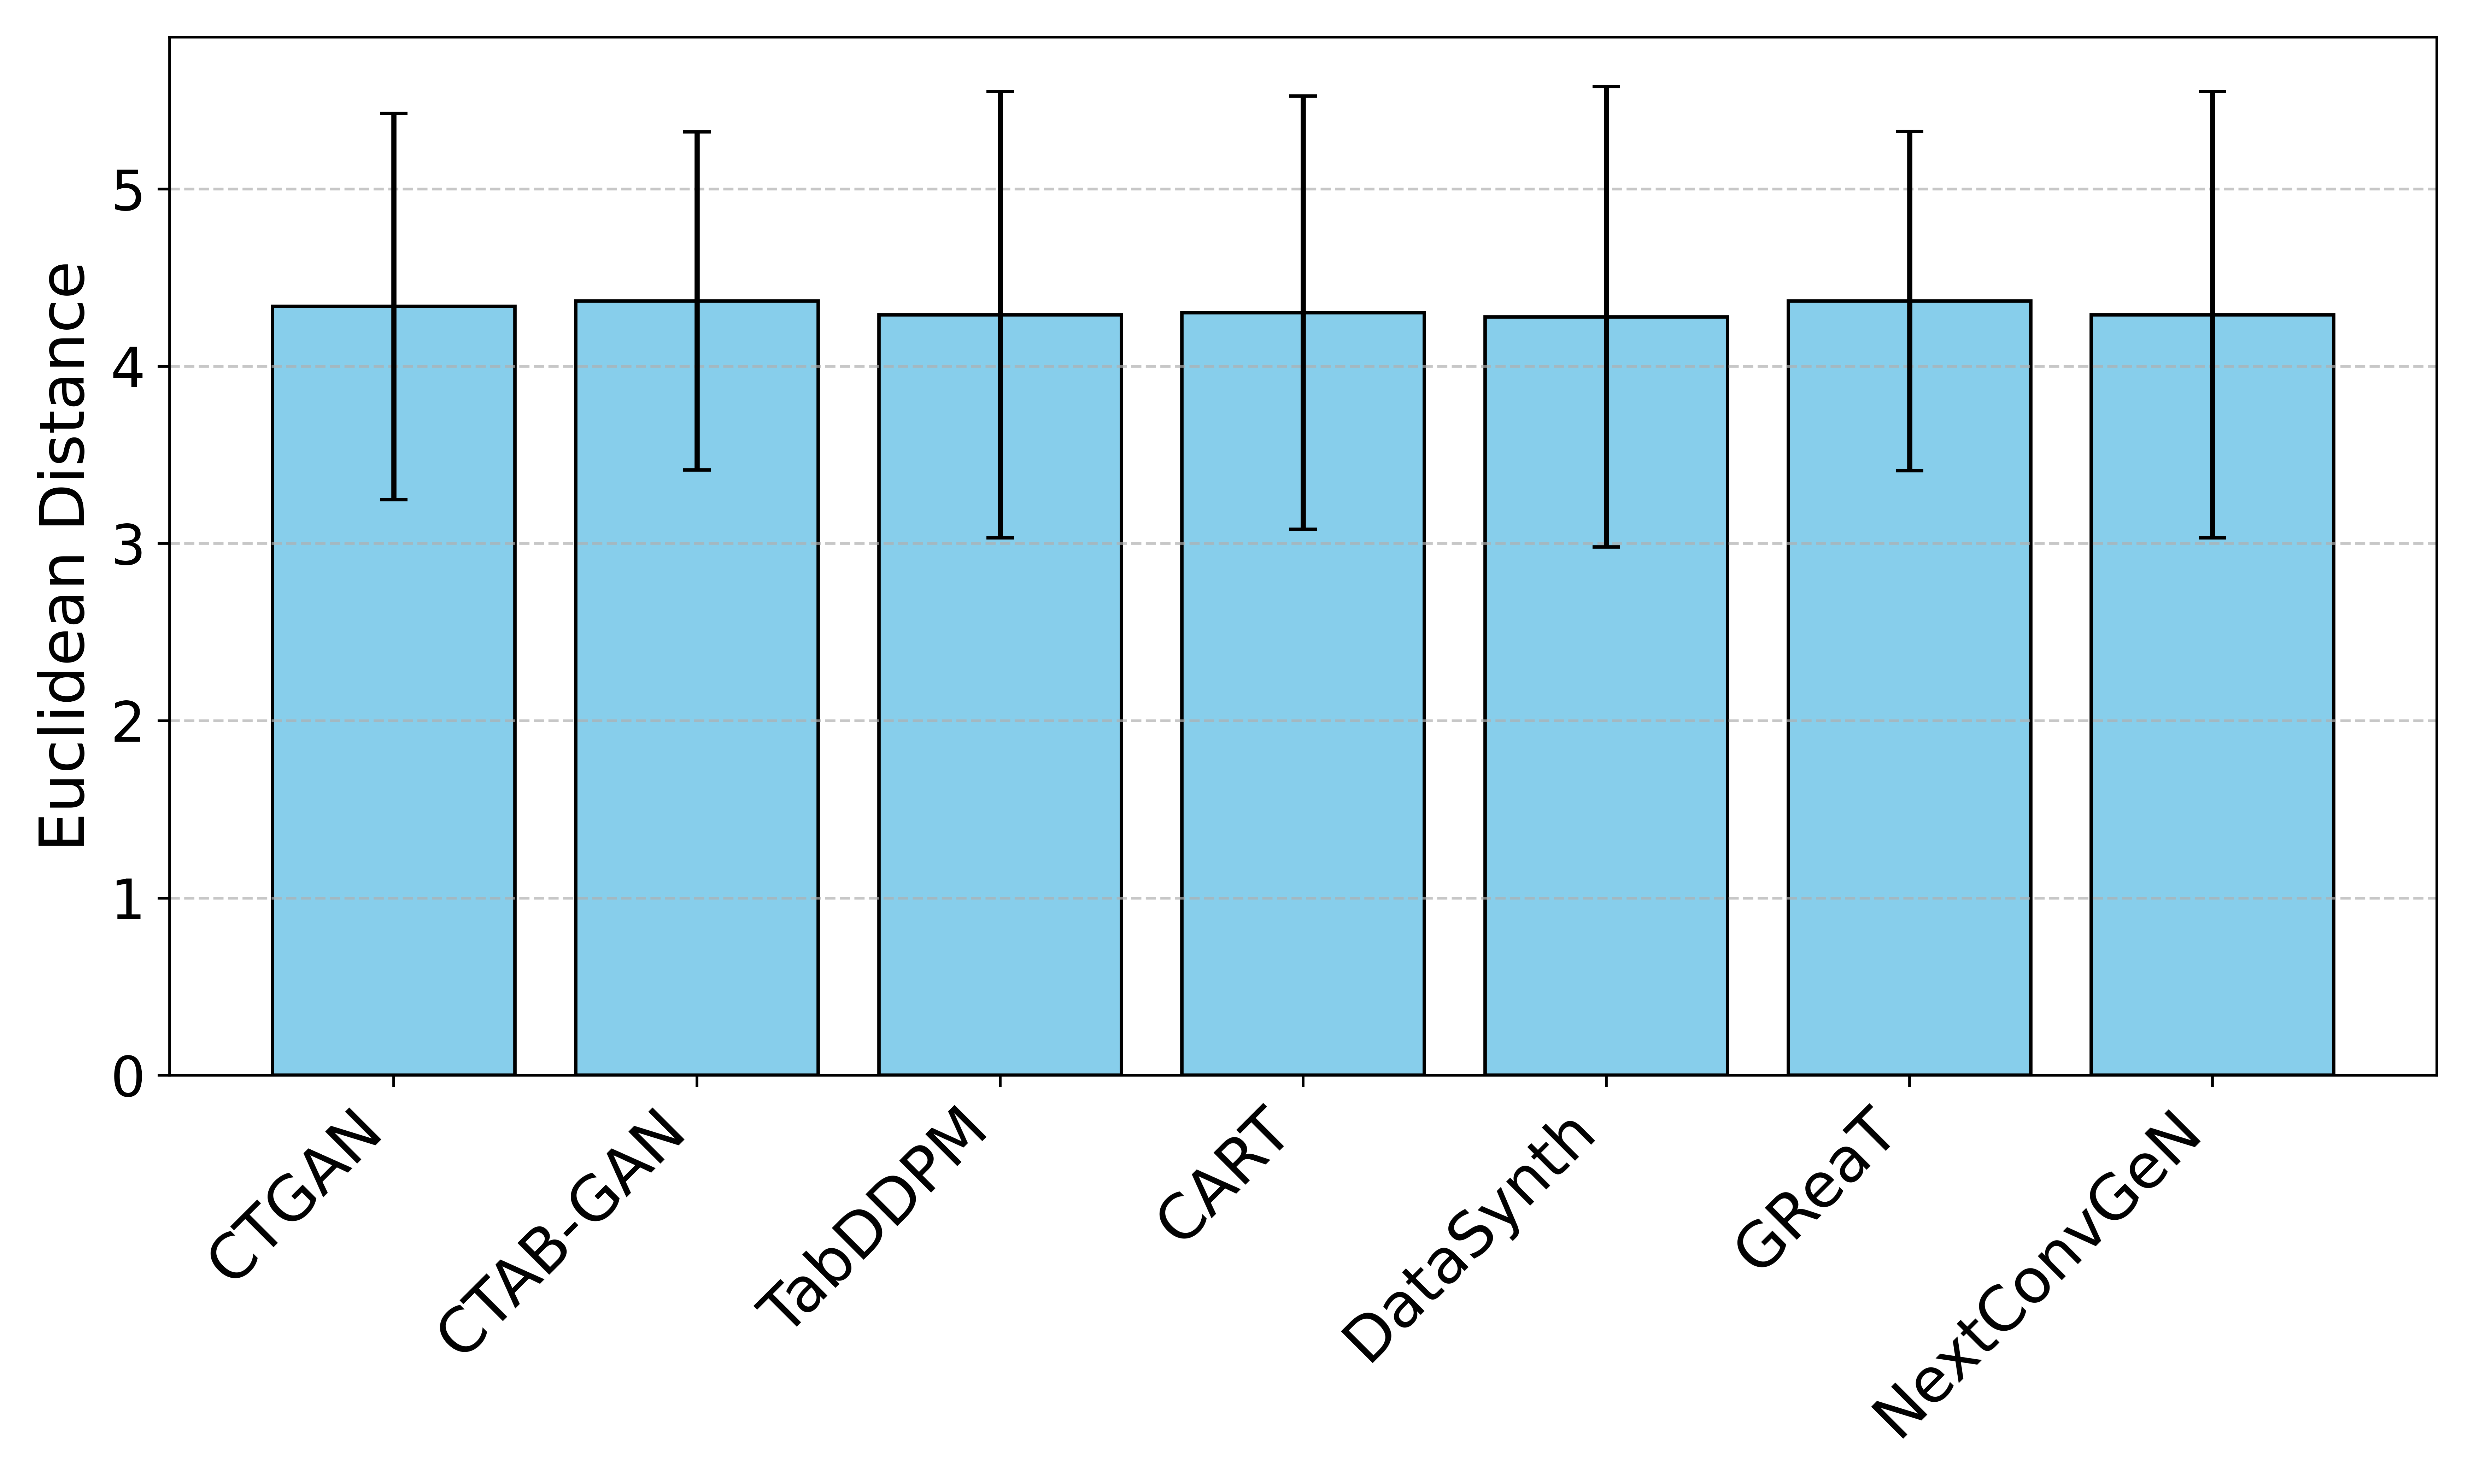 Euclidean Distance
5
4
3
2
1
0
CTGAN
CTAB-GAN
TabDDPM
CART
DataSynth
GReaT
NextConvGeN